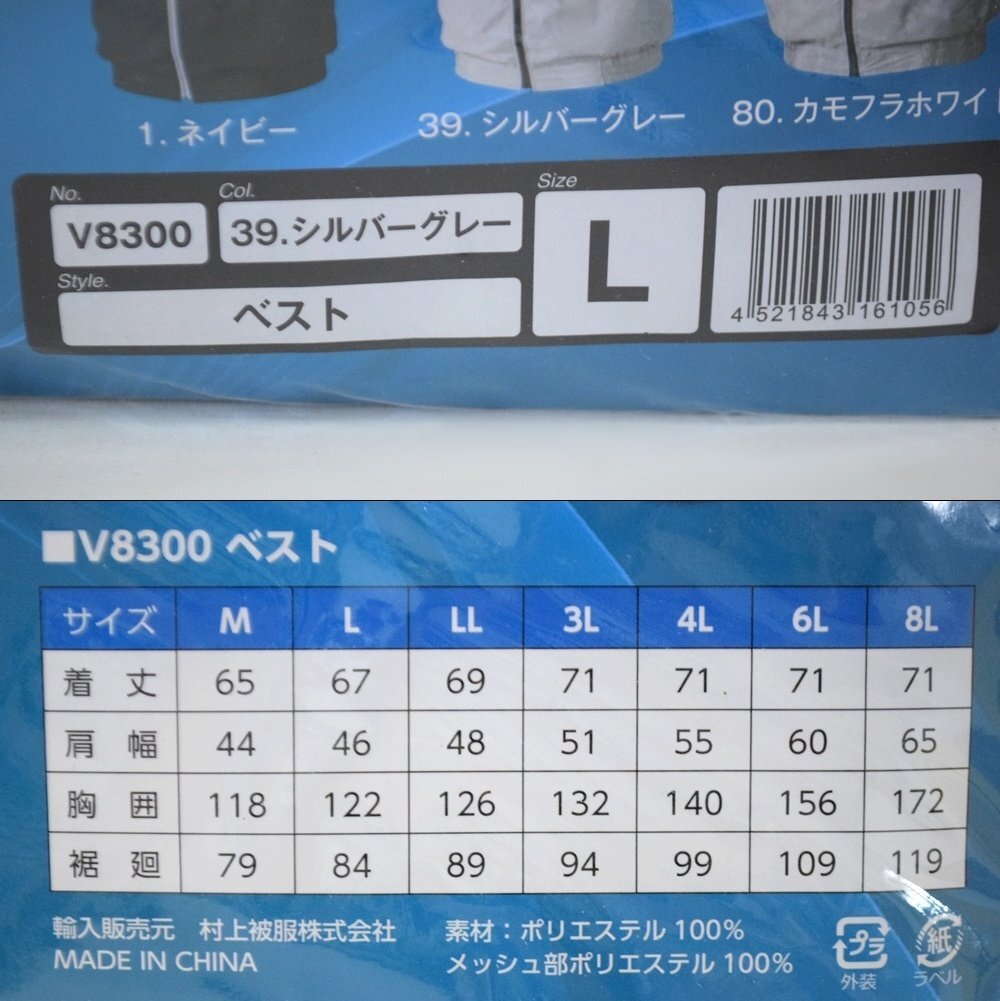 1. ネイビー
39. シルバーグレー
80. カモフラホワイ
No.
Col.
Size
V8300
39.シルバーグレー
L
Style.
ベスト
4 521843 161056
■V8300 ベスト
サイズ M L LL 3L 4L 6L 8L
着丈 65 67 69 71 71 71 71
肩幅 44 46 48 51 55 60 65
胸囲 118 122 126 132 140 156 172
裾廻 79 84 89 94 99 109 119
輸入販売元 村上被服株式会社
MADE IN CHINA
素材:ポリエステル 100%
メッシュ部ポリエステル 100%
プラ
外装
紙
ラベル